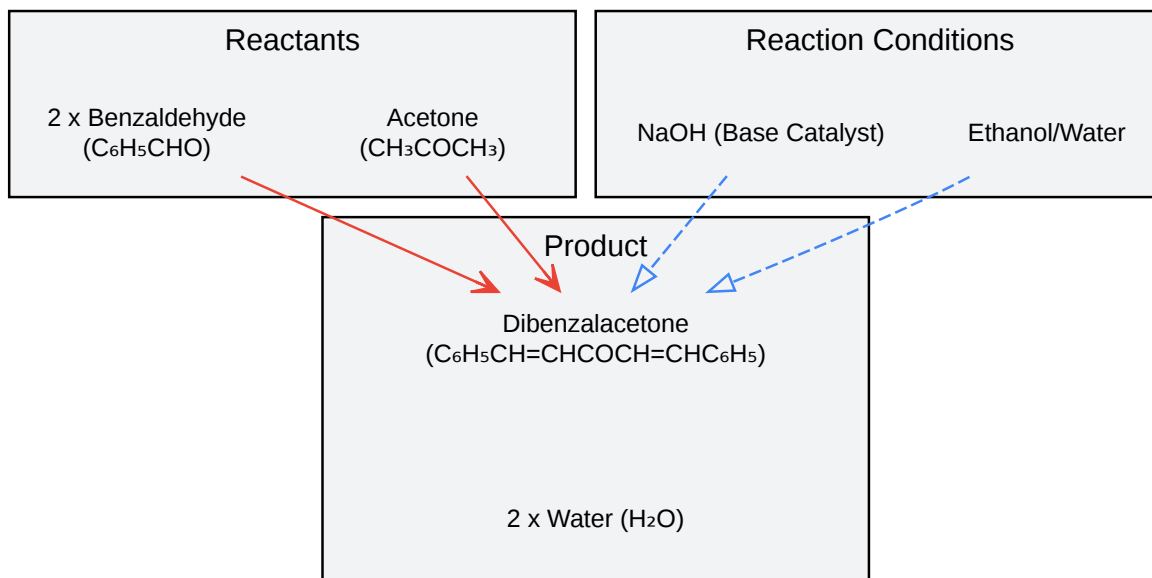 Reactants
2 x Benzaldehyde
(C₆H₅CHO)
Acetone
(CH₃COCH₃)
Reaction Conditions
NaOH (Base Catalyst)
Ethanol/Water
Product
Dibenzalacetone
(C₆H₅CH=CHCOCH=CHC₆H₅)
2 x Water (H₂O)